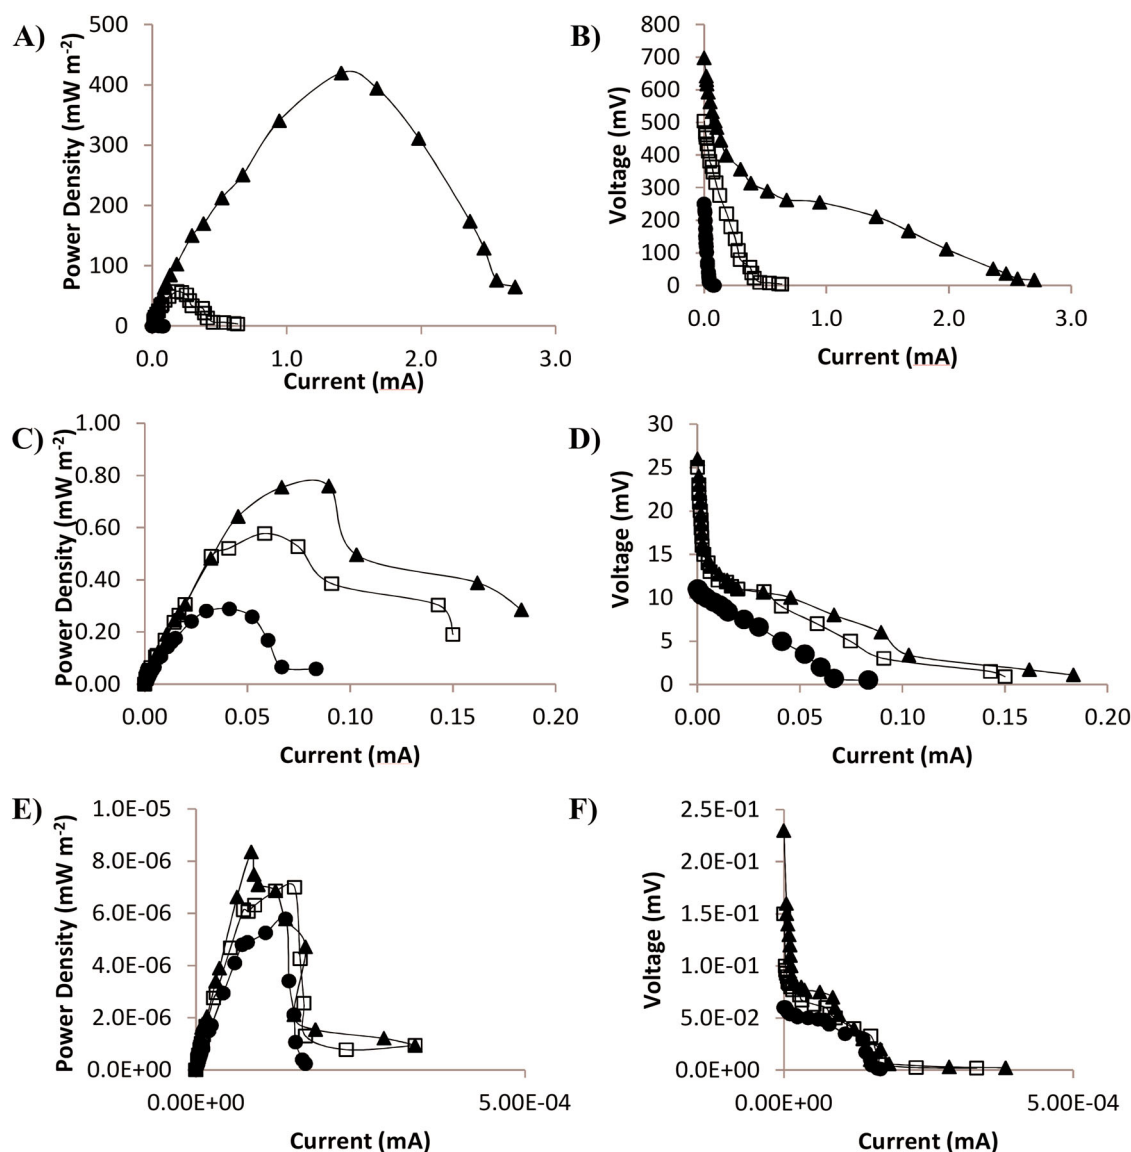 A)
Power Density (mW m-2)
500
400
300
200
100
0
0.0 1.0 2.0 3.0
Current (mA)
B)
Voltage (mV)
800
700
600
500
400
300
200
100
0
0.0 1.0 2.0 3.0
Current (mA)
C)
Power Density (mW m-2)
1.00
0.80
0.60
0.40
0.20
0.00
0.00 0.05 0.10 0.15 0.20
Current (mA)
D)
Voltage (mV)
30
25
20
15
10
5
0
0.00 0.05 0.10 0.15 0.20
Current (mA)
E)
Power Density (mW m-2)
1.0E-05
8.0E-06
6.0E-06
4.0E-06
2.0E-06
0.0E+00
0.00E+00 5.00E-04
Current (mA)
F)
Voltage (mV)
2.5E-01
2.0E-01
1.5E-01
1.0E-01
5.0E-02
0.0E+00
0.00E+00 5.00E-04
Current (mA)